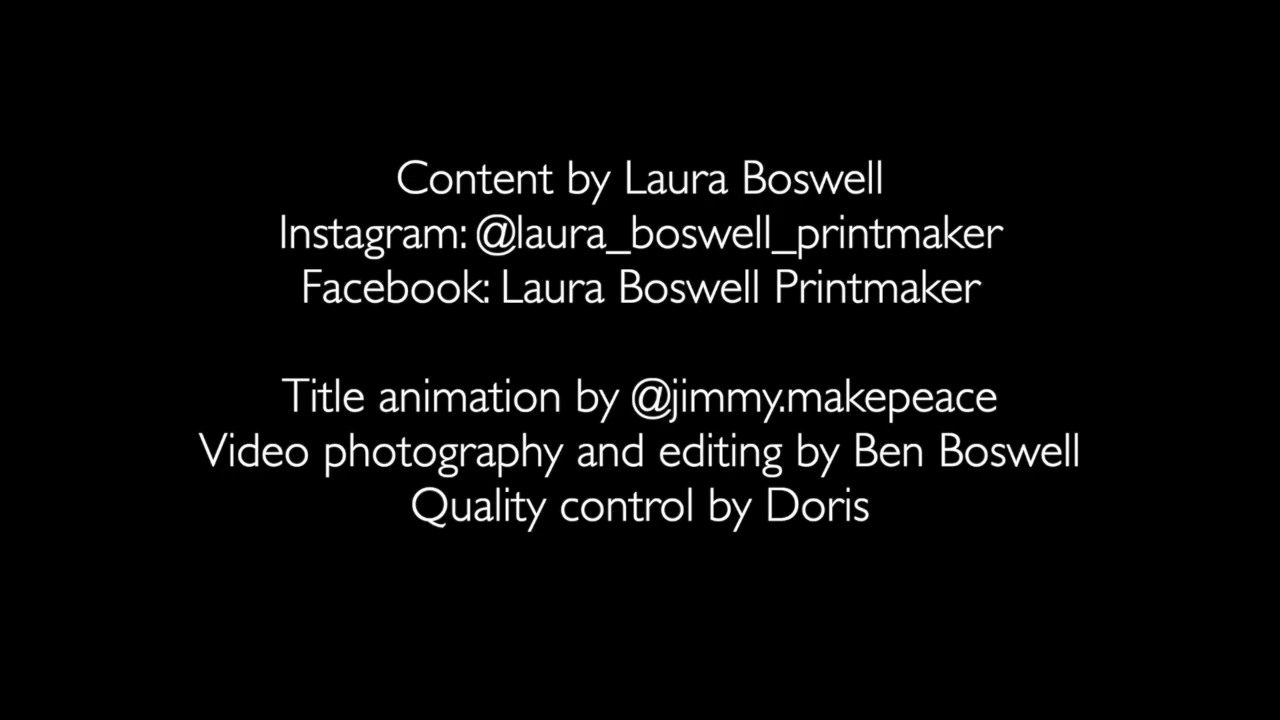 Content by Laura Boswell
Instagram: @laura_boswell_printmaker
Facebook: Laura Boswell Printmaker
Title animation by @jimmy.makepeace
Video photography and editing by Ben Boswell
Quality control by Doris